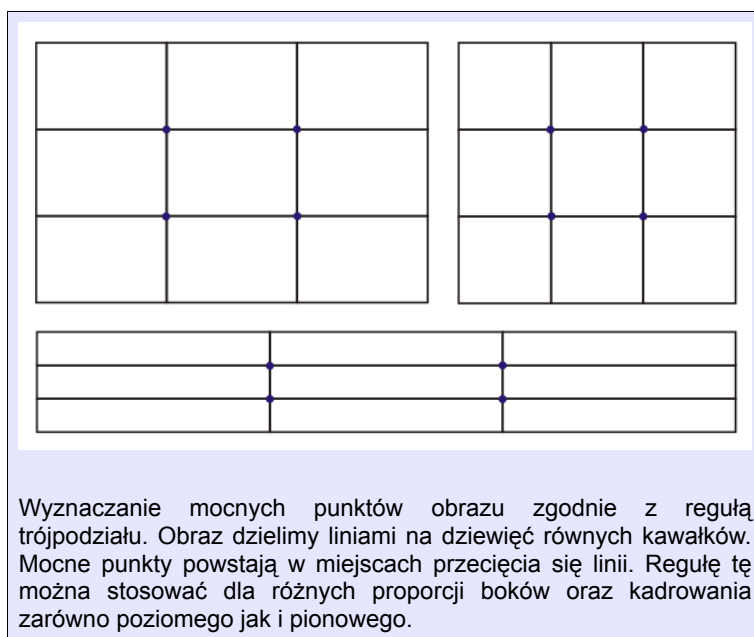 Wyznaczanie mocnych punktów obrazu zgodnie z regułą
trójpodziału. Obraz dzielimy liniami na dziewięć równych kawałków.
Mocne punkty powstają w miejscach przecięcia się linii. Regułę tę
można stosować dla różnych proporcji boków oraz kadrowania
zarówno poziomego jak i pionowego.